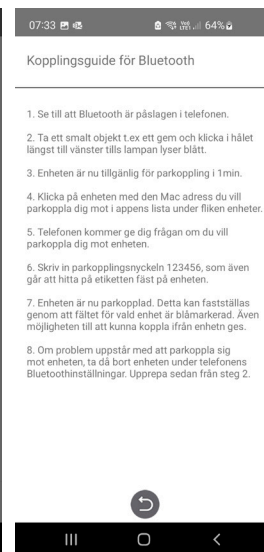 07:33 64%
Kopplingsguide för Bluetooth
1. Se till att Bluetooth är påslagen i telefonen.
2. Ta ett smalt objekt t.ex ett gem och klicka i hålet
längst till vänster tills lampan lyser blått.
3. Enheten är nu tillgänlig för parkoppling i 1min.
4. Klicka på enheten med den Mac adress du vill
parkoppla dig mot i appens lista under fliken enheter.
5. Telefonen kommer ge dig frågan om du vill
parkoppla dig mot enheten.
6. Skriv in parkopplingsnyckeln 123456, som även
går att hitta på etiketten fäst på enheten.
7. Enheten är nu parkopplad. Detta kan fastställas
genom att fältet för vald enhet är blåmarkerad. Även
möjligheten till att kunna koppla ifrån enhetn ges.
8. Om problem uppstår med att parkoppla sig
mot enheten, ta då bort enheten under telefonens
Bluetoothinställningar. Upprepa sedan från steg 2.